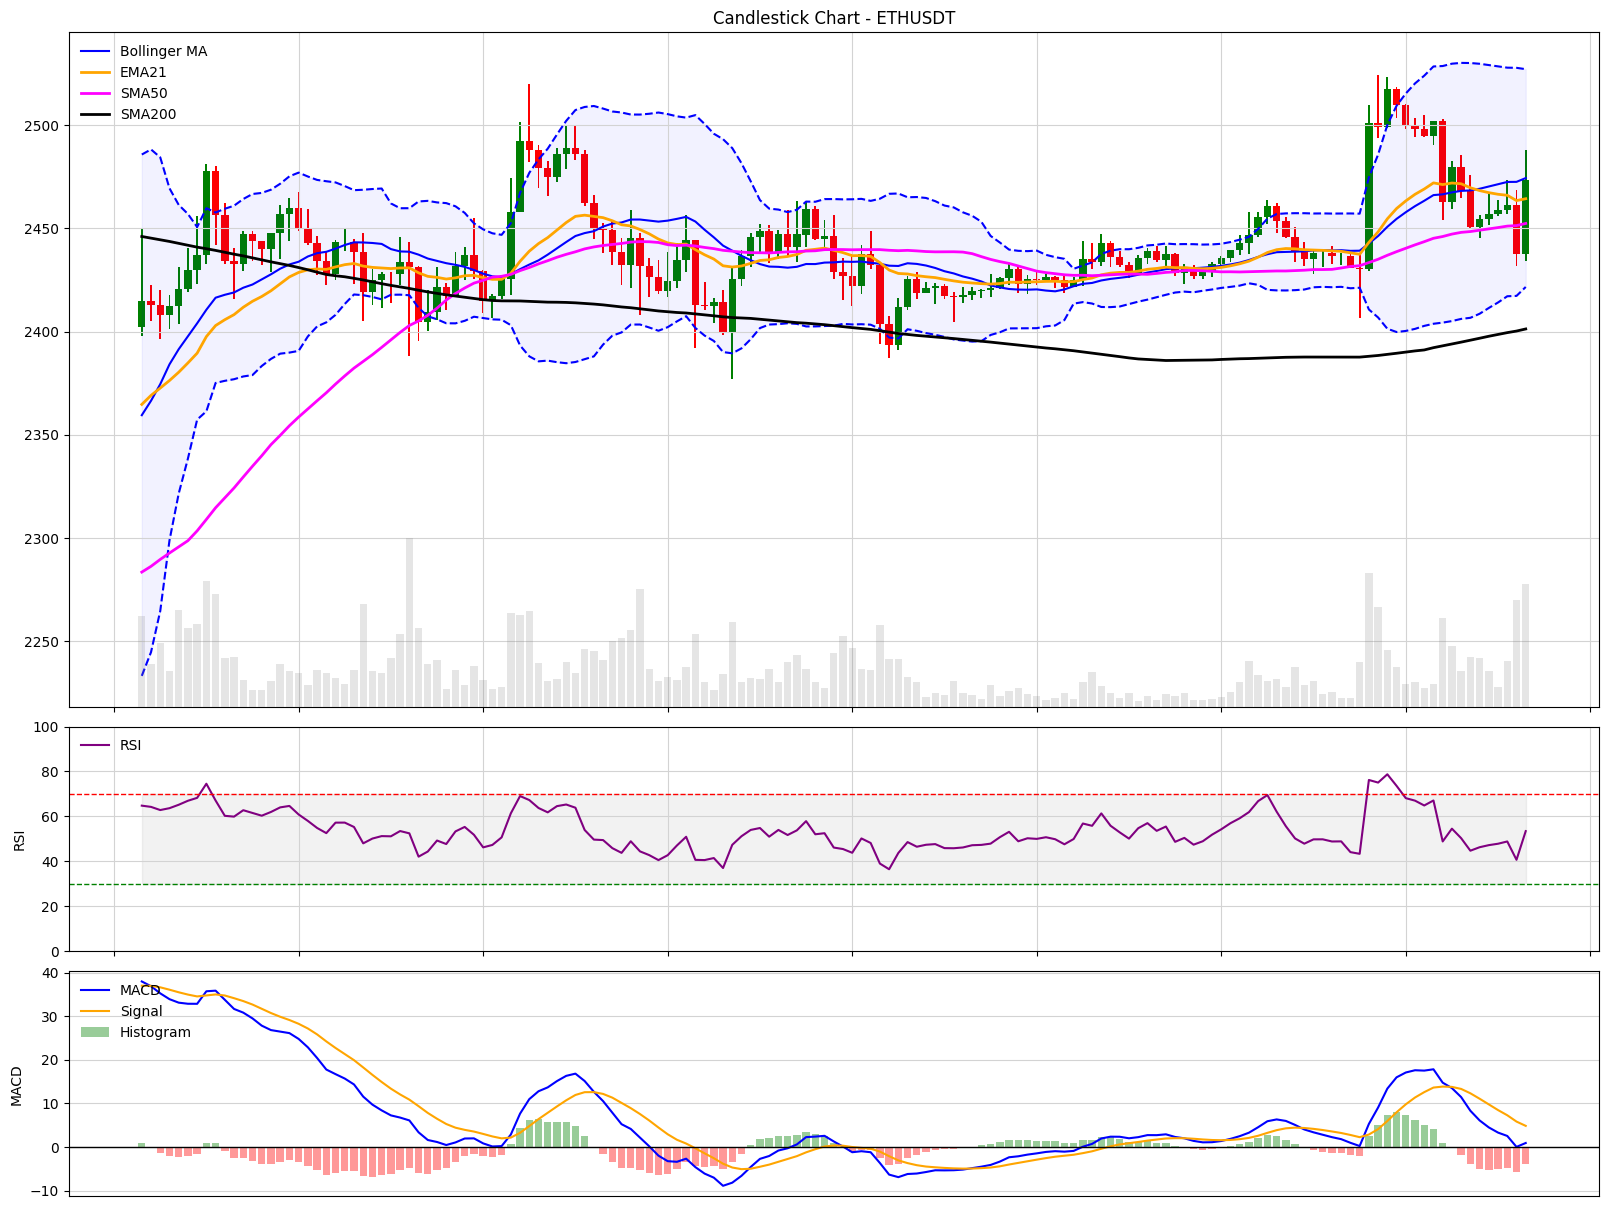 Candlestick Chart - ETHUSDT
Bollinger MA
EMA21
SMA50
SMA200
2500
2450
2400
2350
2300
2250
RSI
100
80
60
40
20
0
RSI
MACD
Signal
Histogram
40
30
20
10
0
−10
MACD